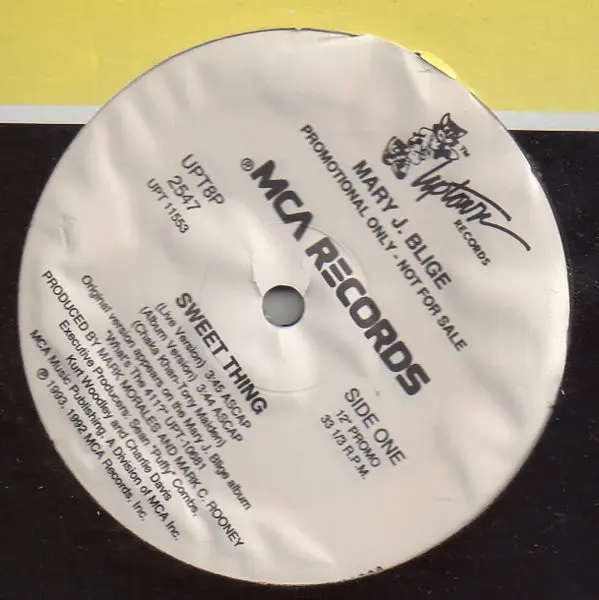 Uptown ™
RECORDS
MARY J. BLIGE
PROMOTIONAL ONLY - NOT FOR SALE
® MCA RECORDS
UPT8P
2547
UPT 11553
SIDE ONE
12" PROMO
33 1/3 R.P.M.
SWEET THING
(Live Version) 3:45 ASCAP
(Album Version) 3:44 ASCAP
(Chaka Khan-Tony Maiden)
Original version appears on the Mary J. Blige album
"What's The 411?" UPT-10681
PRODUCED BY MARK MORALES AND MARK C. ROONEY
Executive Producers: Sean "Puffy" Combs,
Kurt Woodley and Charlie Davis
MCA Music Publishing, A Division of MCA Inc.
℗ 1993, 1992 MCA Records, Inc.